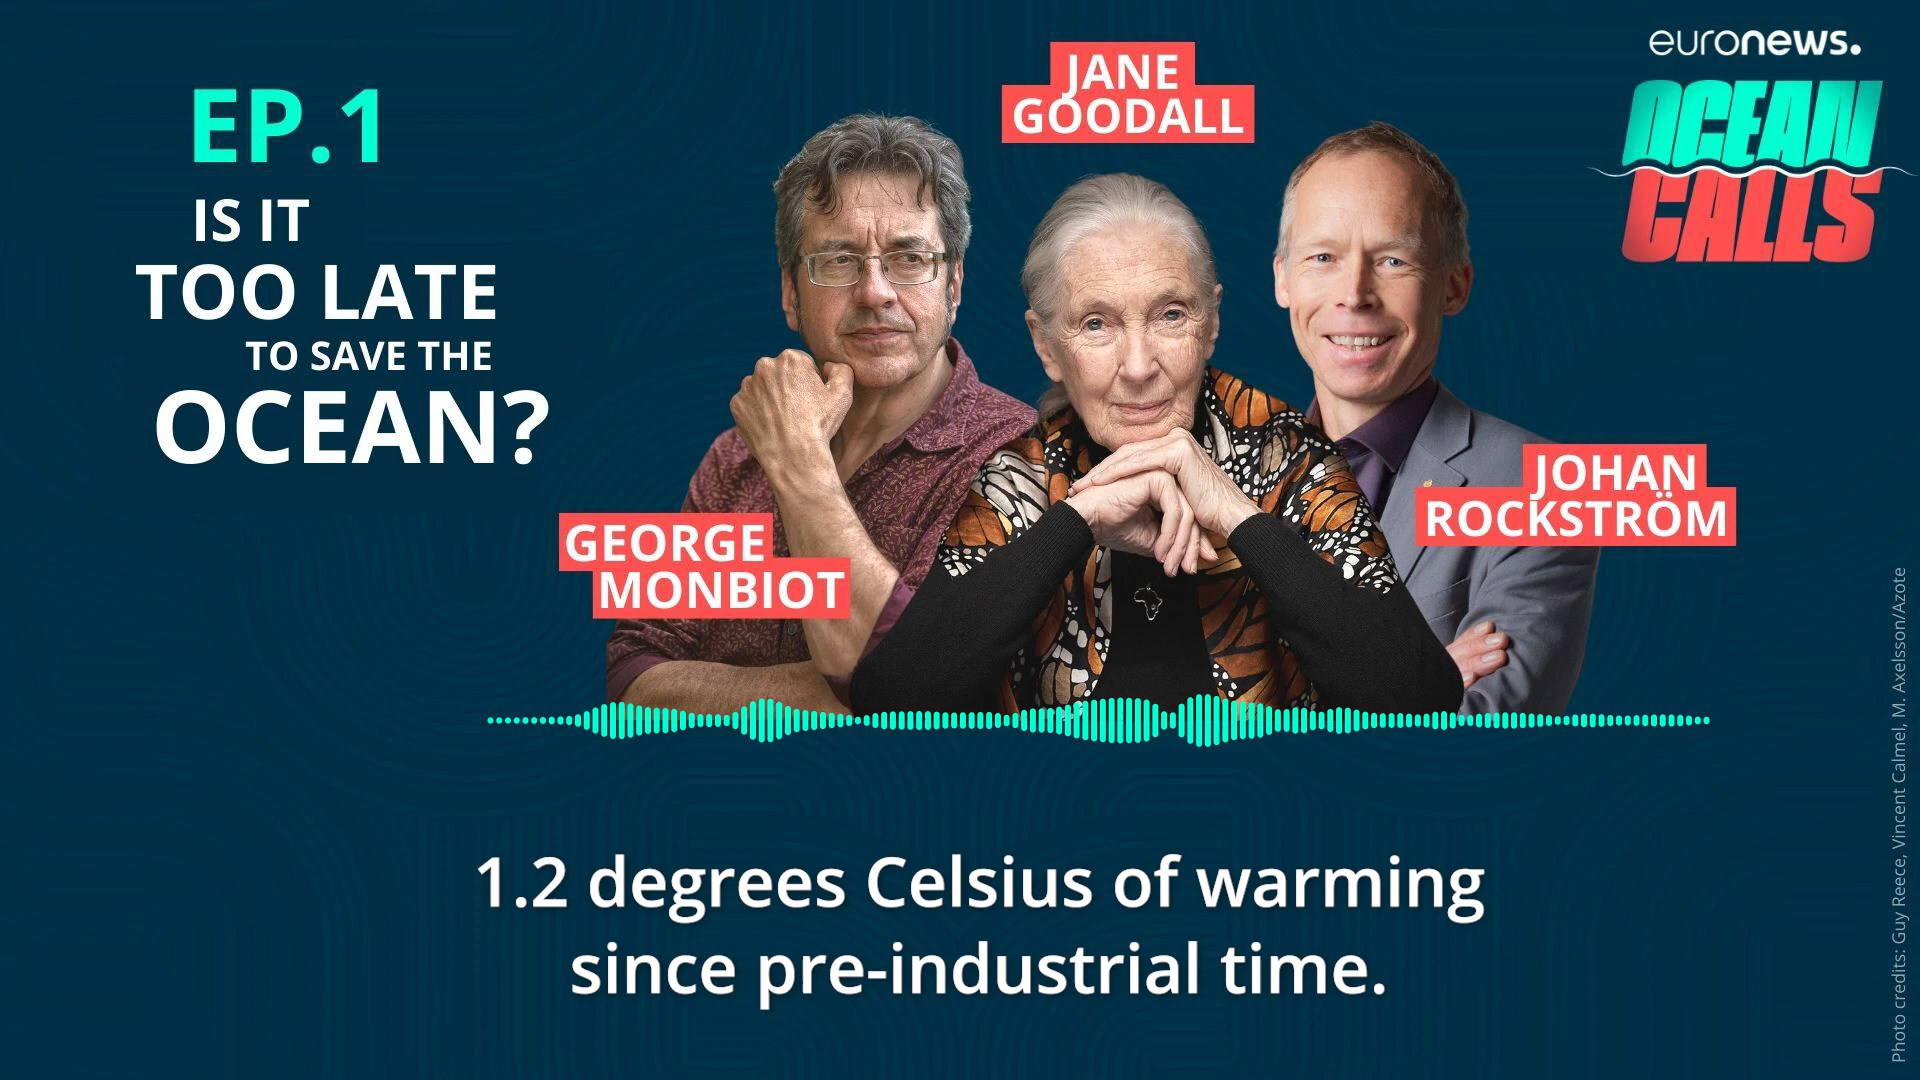 EP.1
IS IT
TOO LATE
TO SAVE THE
OCEAN?
JANE
GOODALL
euronews.
OCEAN
CALLS
GEORGE
MONBIOT
JOHAN
ROCKSTRÖM
1.2 degrees Celsius of warming
since pre-industrial time.
Photo credits: Guy Reece, Vincent Calmel, M. Axelsson/Azote